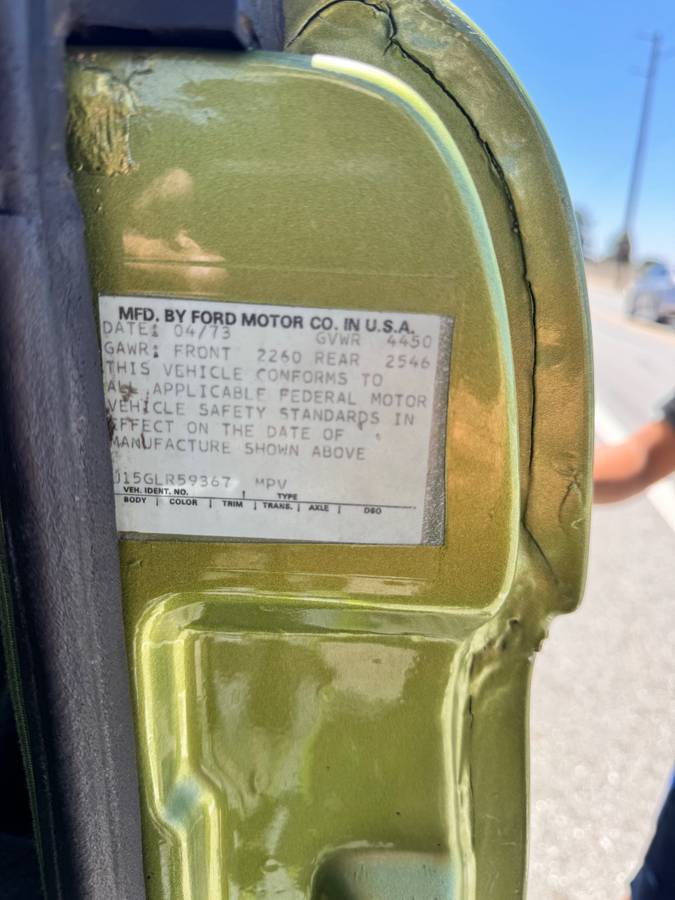 MFD. BY FORD MOTOR CO. IN U.S.A.
DATE: 04/73 GVWR 4450
GAWR: FRONT 2260 REAR 2546
THIS VEHICLE CONFORMS TO
ALL APPLICABLE FEDERAL MOTOR
VEHICLE SAFETY STANDARDS IN
EFFECT ON THE DATE OF
MANUFACTURE SHOWN ABOVE
U15GLR59367 MPV
VEH. IDENT. NO. TYPE
BODY COLOR TRIM TRANS. AXLE DSO